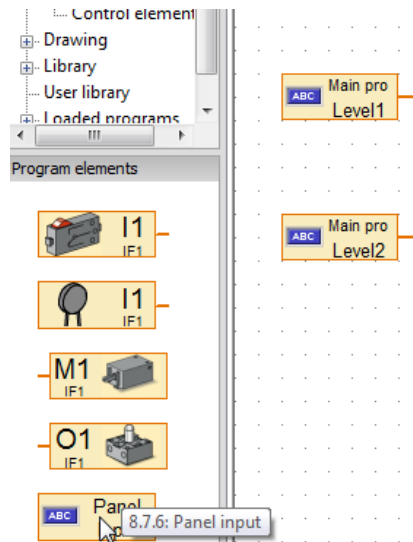 Control element
Drawing
Library
User library
Loaded programs
Program elements
I1
IF1
I1
IF1
M1
IF1
O1
IF1
ABC
8.7.6: Panel input
ABC Main pro
Level1
ABC Main pro
Level2